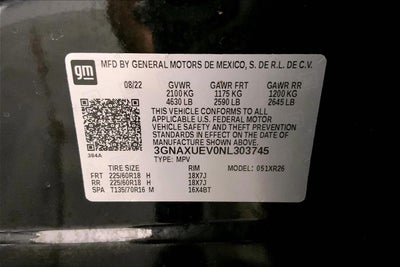 gm
MFD BY GENERAL MOTORS DE MEXICO, S. DE R.L. DE C.V.
08/22 GVWR GAWR FRT GAWR RR
2100 KG 1175 KG 1200 KG
4630 LB 2590 LB 2645 LB
THIS VEHICLE CONFORMS TO ALL
APPLICABLE U.S. FEDERAL MOTOR
VEHICLE SAFETY, BUMPER, AND THEFT
PREVENTION STANDARDS IN EFFECT ON
THE DATE OF MANUFACTURE SHOWN ABOVE.
3GNAXUEV0NL303745
384A TYPE: MPV
TIRE SIZE RIM MODEL: 051XR26
FRT 225/60R18 H 18X7J
RR 225/60R18 H 18X7J
SPA T135/70R16 M 16X4BT